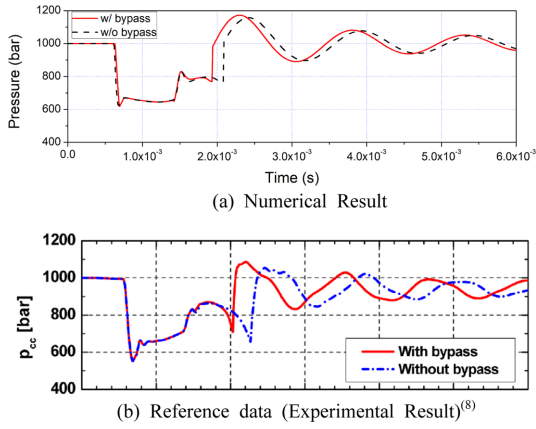 w/ bypass
w/o bypass
1200
1000
800
600
400
Pressure (bar)
0.0 1.0x10⁻³ 2.0x10⁻³ 3.0x10⁻³ 4.0x10⁻³ 5.0x10⁻³ 6.0x10⁻³
Time (s)
(a) Numerical Result
1200
1000
800
600
400
p_cc [bar]
With bypass
Without bypass
(b) Reference data (Experimental Result)⁽⁸⁾